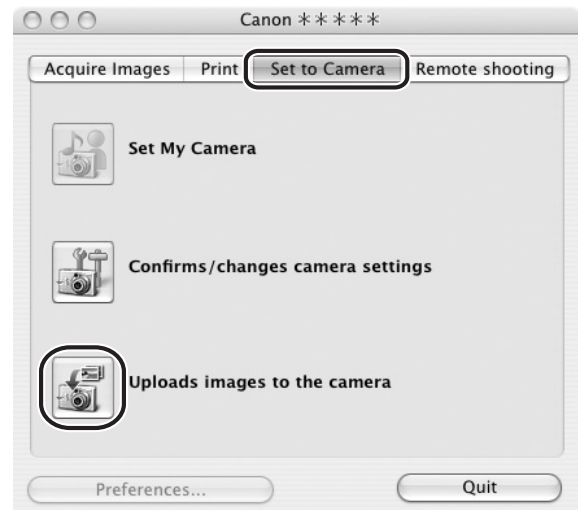 Canon ＊＊＊＊＊
Acquire Images Print Set to Camera Remote shooting
Set My Camera
Confirms/changes camera settings
Uploads images to the camera
Preferences... Quit